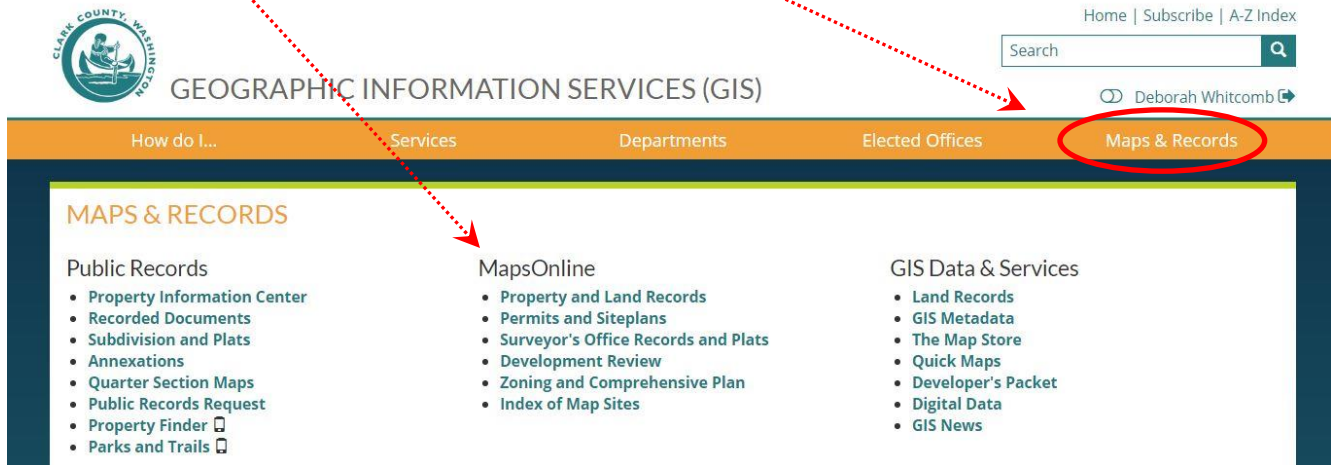 CLARK COUNTY, WASHINGTON
Home | Subscribe | A-Z Index
Search
GEOGRAPHIC INFORMATION SERVICES (GIS)
Deborah Whitcomb
How do I... Services Departments Elected Offices Maps & Records
MAPS & RECORDS
Public Records
• Property Information Center
• Recorded Documents
• Subdivision and Plats
• Annexations
• Quarter Section Maps
• Public Records Request
• Property Finder
• Parks and Trails
MapsOnline
• Property and Land Records
• Permits and Siteplans
• Surveyor's Office Records and Plats
• Development Review
• Zoning and Comprehensive Plan
• Index of Map Sites
GIS Data & Services
• Land Records
• GIS Metadata
• The Map Store
• Quick Maps
• Developer's Packet
• Digital Data
• GIS News